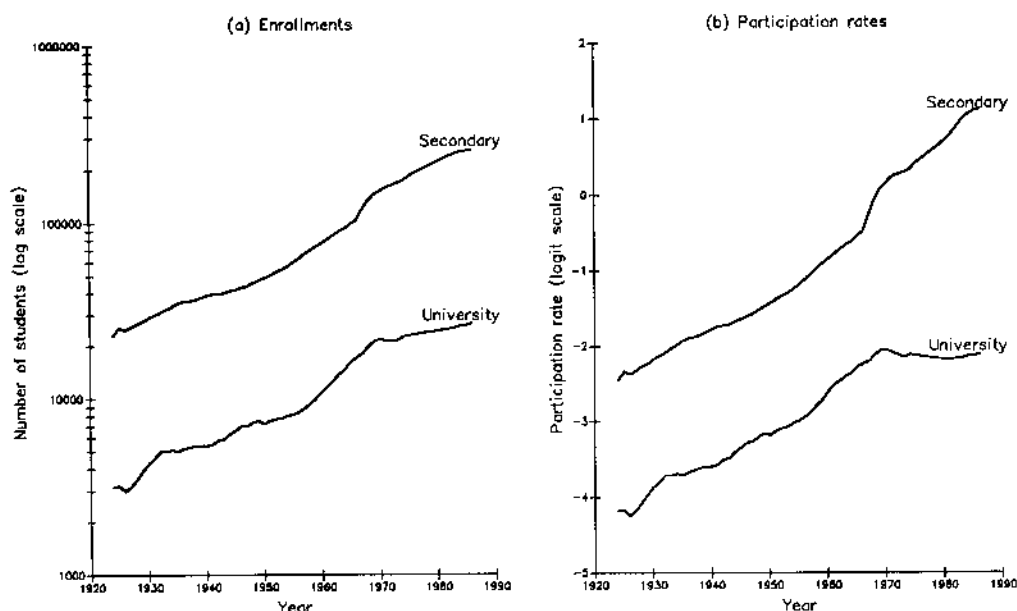 (a) Enrollments
1000000
100000
10000
1000
Number of students (log scale)
Secondary
University
1920 1930 1940 1950 1960 1970 1980 1990
Year
(b) Participation rates
2
1
0
-1
-2
-3
-4
-5
Participation rate (logit scale)
Secondary
University
1920 1930 1940 1950 1960 1970 1980 1990
Year